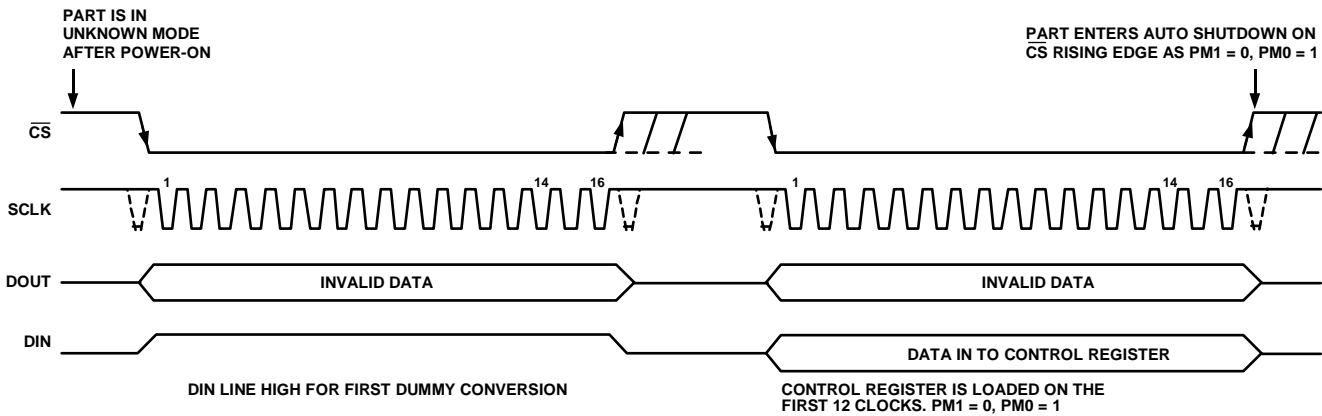 PART IS IN
UNKNOWN MODE
AFTER POWER-ON
PART ENTERS AUTO SHUTDOWN ON
CS RISING EDGE AS PM1 = 0, PM0 = 1
CS
SCLK
1
14
16
1
14
16
DOUT
INVALID DATA
INVALID DATA
DIN
DATA IN TO CONTROL REGISTER
DIN LINE HIGH FOR FIRST DUMMY CONVERSION
CONTROL REGISTER IS LOADED ON THE
FIRST 12 CLOCKS. PM1 = 0, PM0 = 1